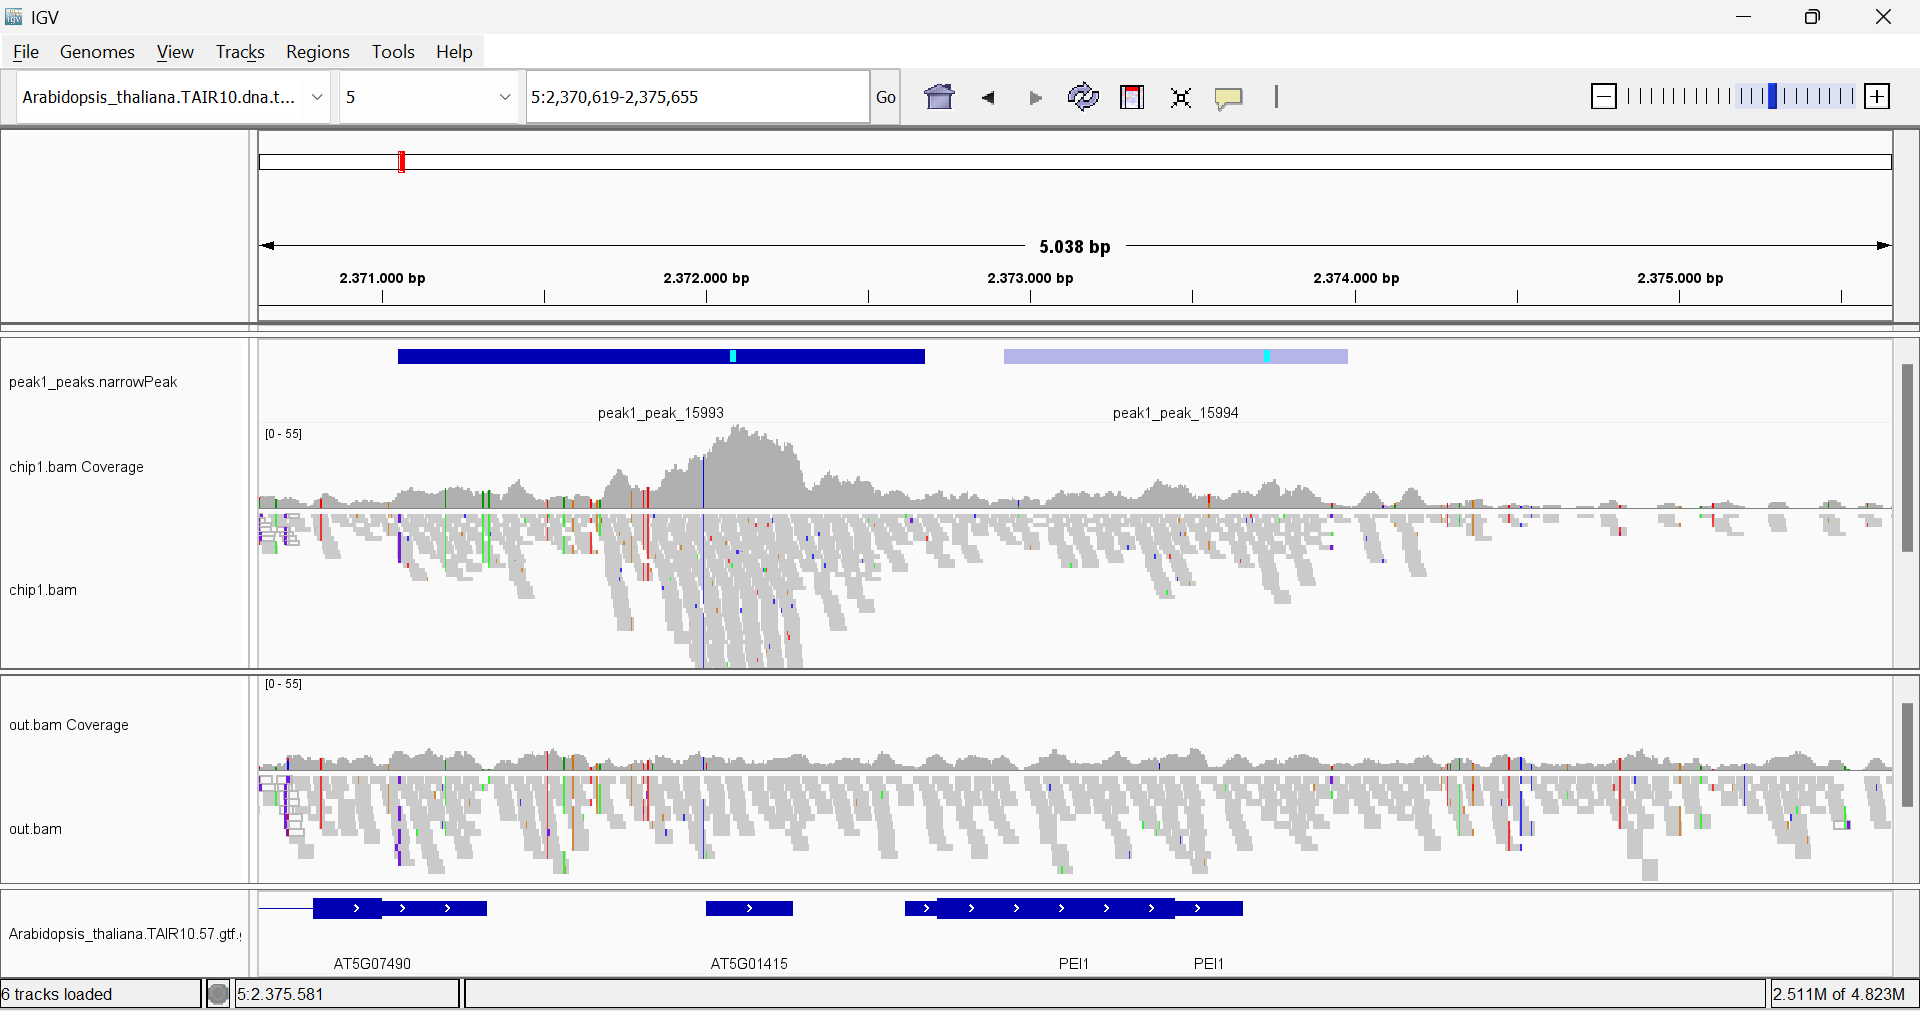 IGV
File Genomes View Tracks Regions Tools Help
Arabidopsis_thaliana.TAIR10.dna.t... 5 5:2,370,619-2,375,655 Go
5.038 bp
2.371.000 bp 2.372.000 bp 2.373.000 bp 2.374.000 bp 2.375.000 bp
peak1_peaks.narrowPeak
peak1_peak_15993 peak1_peak_15994
[0 - 55]
chip1.bam Coverage
chip1.bam
[0 - 55]
out.bam Coverage
out.bam
Arabidopsis_thaliana.TAIR10.57.gtf.
AT5G07490 AT5G01415 PEI1 PEI1
6 tracks loaded 5:2.375.581 2.511M of 4.823M